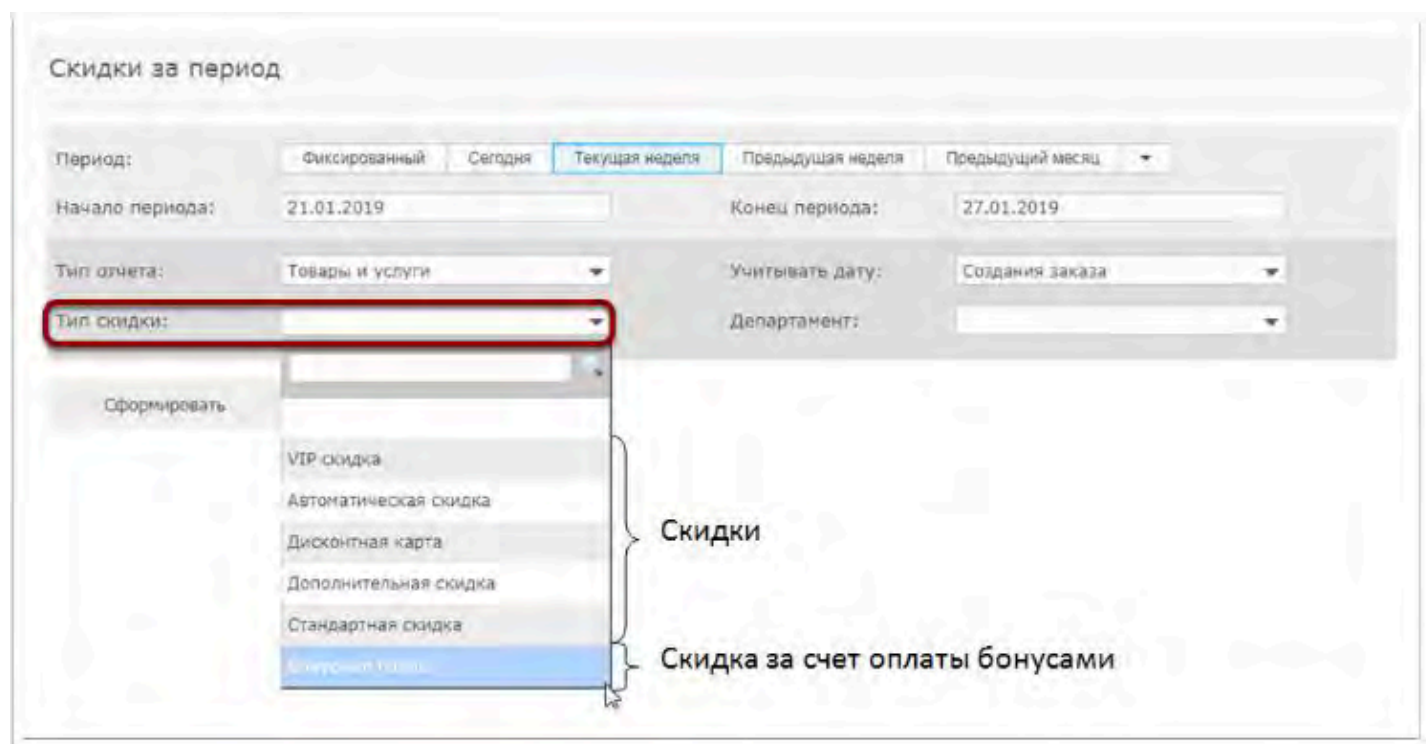 Скидки за период
Период: Фиксированный Сегодня Текущая неделя Предыдущая неделя Предыдущий месяц
Начало периода: 21.01.2019 Конец периода: 27.01.2019
Тип отчета: Товары и услуги Учитывать дату: Создания заказа
Тип скидки: Департамент:
Сформировать
VIP скидка
Автоматическая скидка
Дисконтная карта
Дополнительная скидка
Стандартная скидка
Скидки
Скидка за счет оплаты бонусами